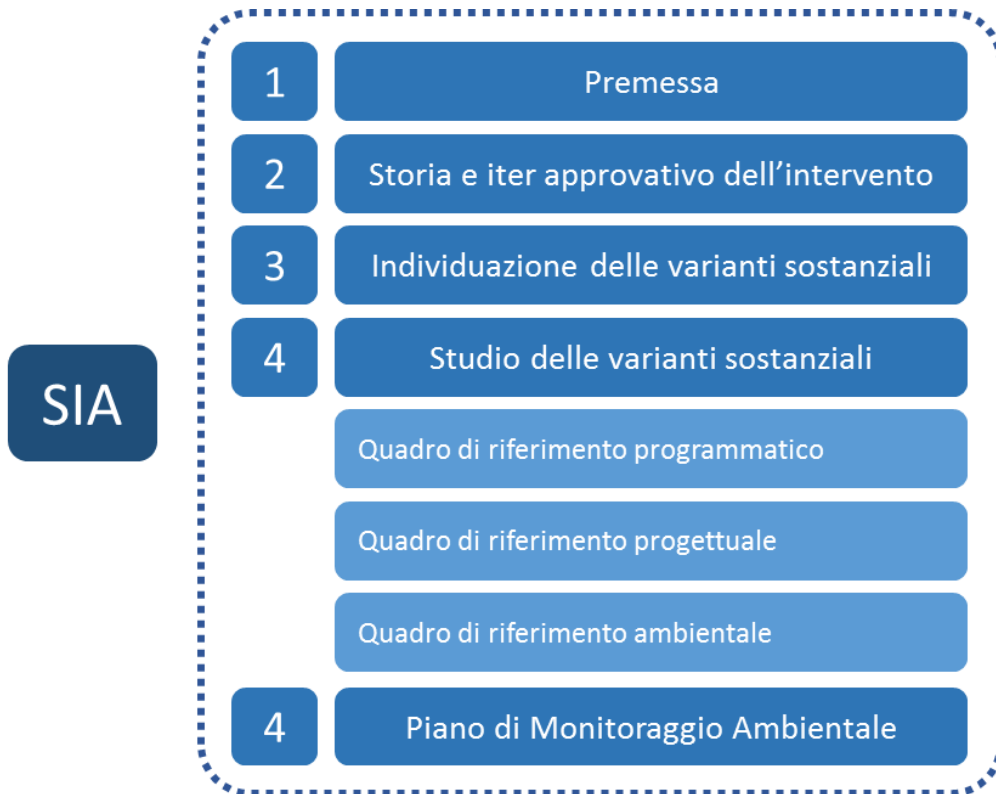 SIA
1
Premessa
2
Storia e iter approvativo dell’intervento
3
Individuazione delle varianti sostanziali
4
Studio delle varianti sostanziali
Quadro di riferimento programmatico
Quadro di riferimento progettuale
Quadro di riferimento ambientale
4
Piano di Monitoraggio Ambientale